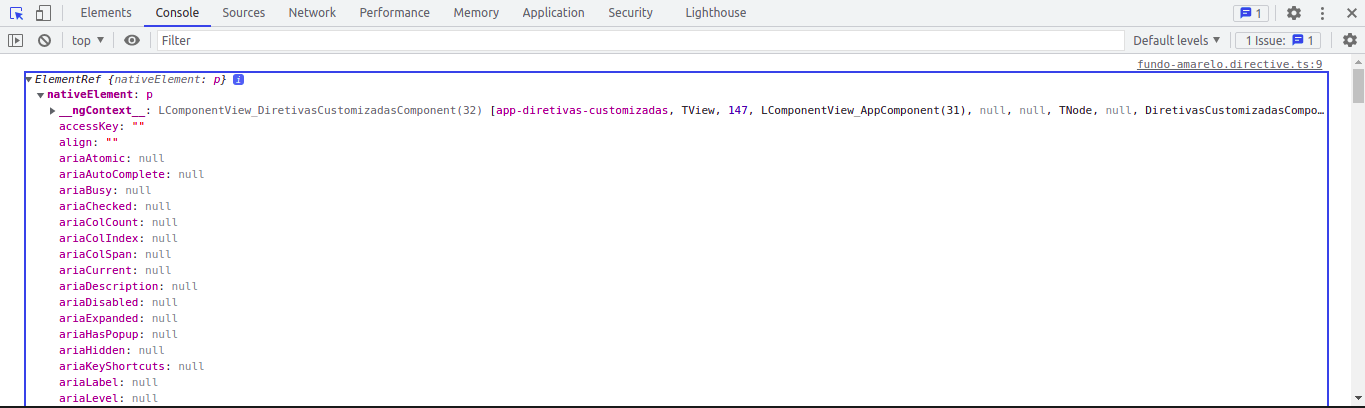 Elements Console Sources Network Performance Memory Application Security Lighthouse 1
top Filter Default levels 1 Issue: 1
fundo-amarelo.directive.ts:9
ElementRef {nativeElement: p} i
nativeElement: p
__ngContext__: LComponentView_DiretivasCustomizadasComponent(32) [app-diretivas-customizadas, TView, 147, LComponentView_AppComponent(31), null, null, TNode, null, DiretivasCustomizadasCompo…
accessKey: ""
align: ""
ariaAtomic: null
ariaAutoComplete: null
ariaBusy: null
ariaChecked: null
ariaColCount: null
ariaColIndex: null
ariaColSpan: null
ariaCurrent: null
ariaDescription: null
ariaDisabled: null
ariaExpanded: null
ariaHasPopup: null
ariaHidden: null
ariaKeyShortcuts: null
ariaLabel: null
ariaLevel: null